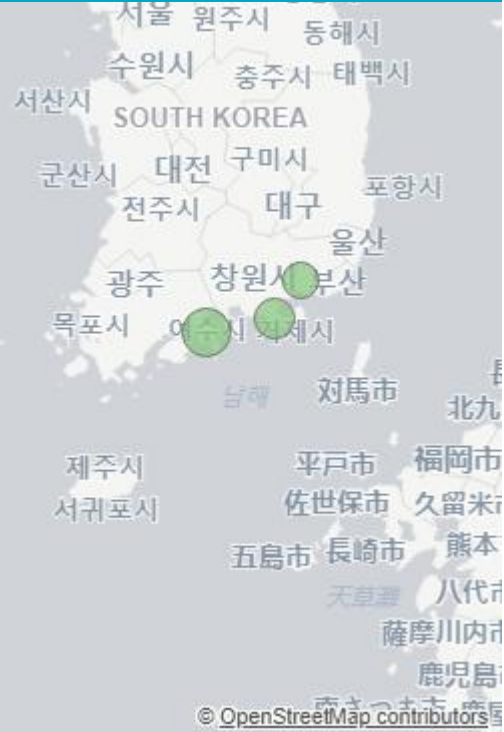 서울 원주시
동해시
수원시 충주시 태백시
서산시
SOUTH KOREA
군산시 대전 구미시
포항시
전주시 대구
울산
광주 창원시 부산
목포시 여수시 거제시
남해
対馬市
北九
제주시 平戸市 福岡市
서귀포시 佐世保市 久留米市
五島市 長崎市 熊本
天草灘 八代市
薩摩川内市
鹿児島
© OpenStreetMap contributors